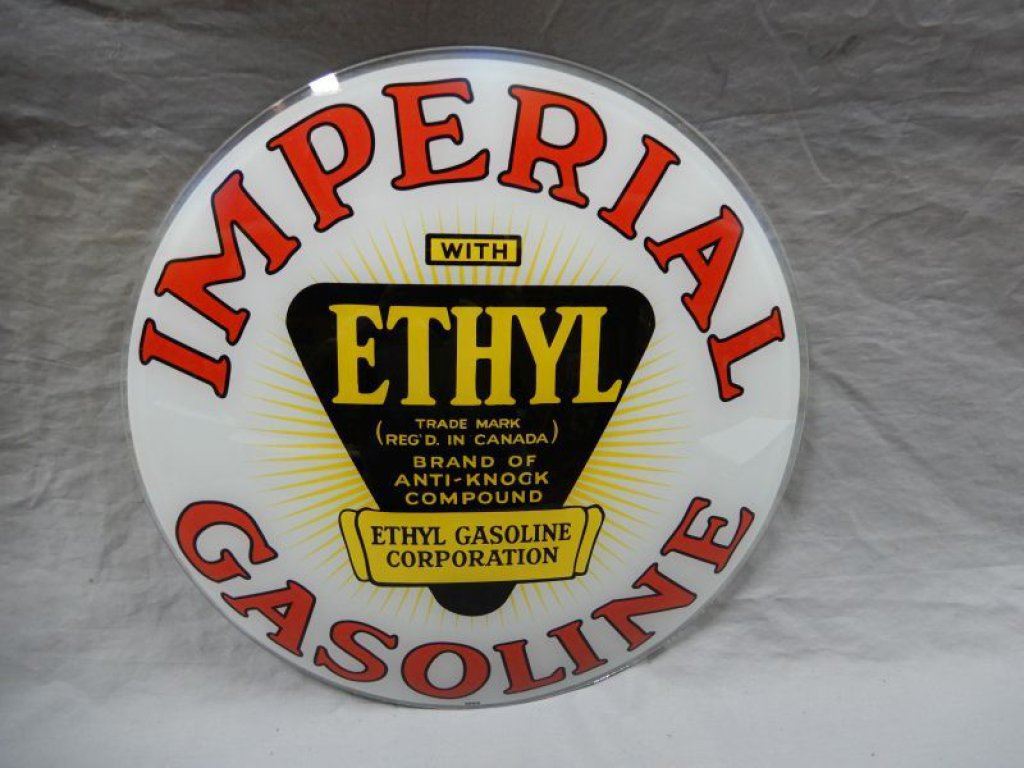 IMPERIAL
WITH
ETHYL
TRADE MARK
(REG'D. IN CANADA)
BRAND OF
ANTI-KNOCK
COMPOUND
ETHYL GASOLINE
CORPORATION
GASOLINE